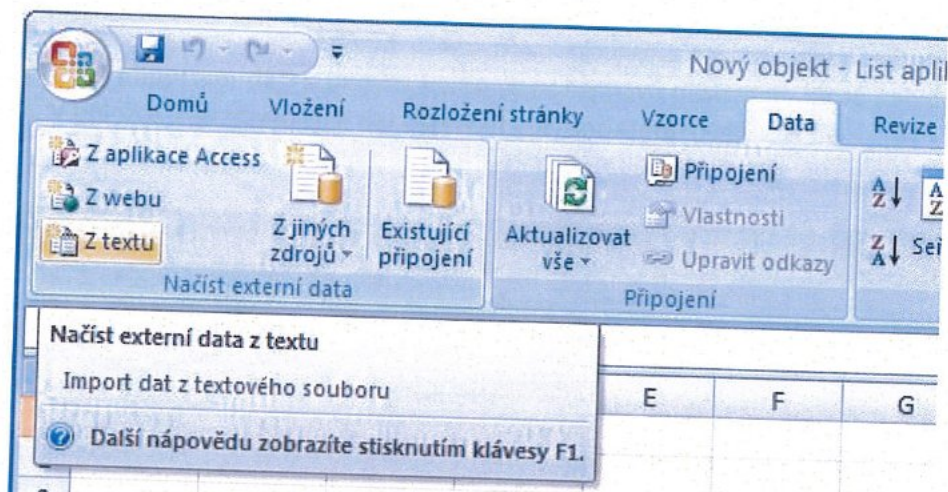 Nový objekt - List apli
Domů Vložení Rozložení stránky Vzorce Data Revize
Z aplikace Access
Z webu
Z textu
Z jiných zdrojů
Existující připojení
Načíst externí data
Aktualizovat vše
Připojení
Vlastnosti
Upravit odkazy
Připojení
A Z
Z A
A Z
Načíst externí data z textu
Import dat z textového souboru
Další nápovědu zobrazíte stisknutím klávesy F1.
E F G